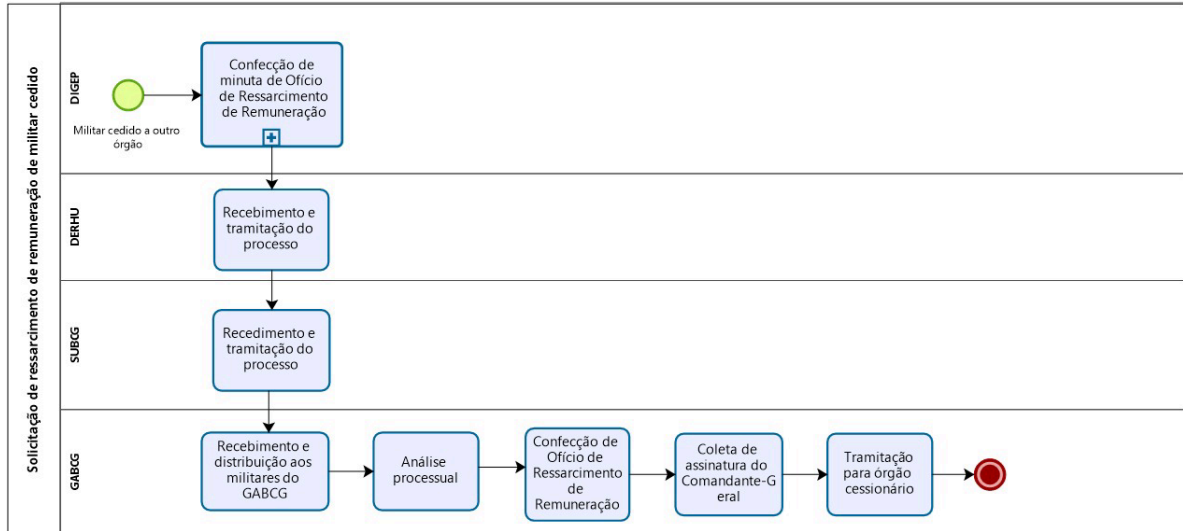 Solicitação de ressarcimento de remuneração de militar cedido
DIGEP
Militar cedido a outro
órgão
Confecção de
minuta de Ofício
de Ressarcimento
de Remuneração
DERHU
Recebimento e
tramitação do
processo
SUBCG
Recedimento e
tramitação do
processo
GABCG
Recebimento e
distribuição aos
militares do
GABCG
Análise
processual
Confecção de
Ofício de
Ressarcimento
de
Remuneração
Coleta de
assinatura do
Comandante-G
eral
Tramitação
para órgão
cessionário